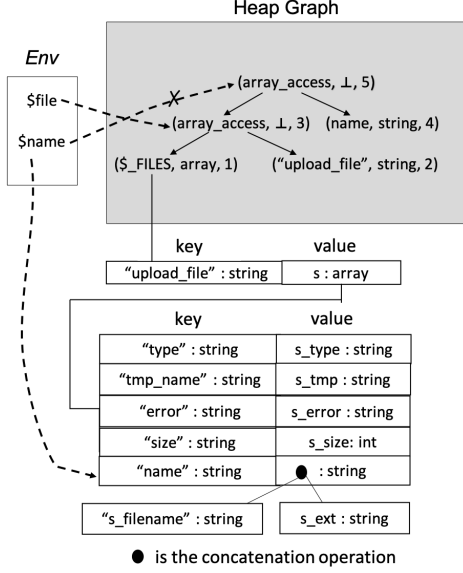 Heap Graph
Env
$file
$name
(array_access, ⊥, 5)
(array_access, ⊥, 3) (name, string, 4)
($_FILES, array, 1) (“upload_file”, string, 2)
key value
“upload_file” : string s : array
key value
“type” : string s_type : string
“tmp_name” : string s_tmp : string
“error” : string s_error : string
“size” : string s_size: int
“name” : string ● : string
“s_filename” : string s_ext : string
● is the concatenation operation